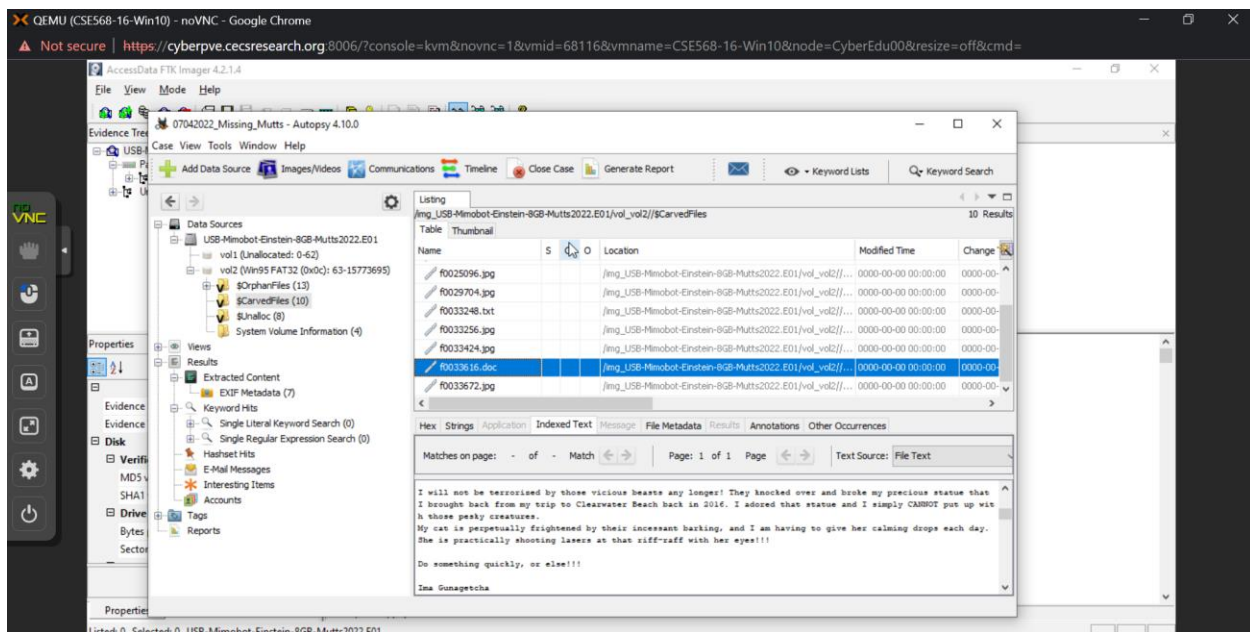 QEMU (CSE568-16-Win10) - noVNC - Google Chrome
Not secure | https://cyberpve.cecsresearch.org:8006/?console=kvm&novnc=1&vmid=68116&vmname=CSE568-16-Win10&node=CyberEdu00&resize=off&cmd=
AccessData FTK Imager 4.2.1.4
File View Mode Help
Evidence Tree
USB-
07042022_Missing_Mutts - Autopsy 4.10.0
Case View Tools Window Help
Add Data Source Images/Videos Communications Timeline Close Case Generate Report Keyword Lists Keyword Search
noVNC
Data Sources
USB-Mimobot-Einstein-8GB-Mutts2022.E01
vol1 (Unallocated: 0-62)
vol2 (Win95 FAT32 (0x0c): 63-15773695)
$OrphanFiles (13)
$CarvedFiles (10)
$Unalloc (8)
System Volume Information (4)
Views
Results
Extracted Content
EXIF Metadata (7)
Keyword Hits
Single Literal Keyword Search (0)
Single Regular Expression Search (0)
Hashset Hits
E-Mail Messages
Interesting Items
Accounts
Tags
Reports
Listing
/img_USB-Mimobot-Einstein-8GB-Mutts2022.E01/vol_vol2//$CarvedFiles 10 Results
Table Thumbnail
Name S O Location Modified Time Change
f0025096.jpg /img_USB-Mimobot-Einstein-8GB-Mutts2022.E01/vol_vol2//... 0000-00-00 00:00:00 0000-00-
f0029704.jpg /img_USB-Mimobot-Einstein-8GB-Mutts2022.E01/vol_vol2//... 0000-00-00 00:00:00 0000-00-
f0033248.txt /img_USB-Mimobot-Einstein-8GB-Mutts2022.E01/vol_vol2//... 0000-00-00 00:00:00 0000-00-
f0033256.jpg /img_USB-Mimobot-Einstein-8GB-Mutts2022.E01/vol_vol2//... 0000-00-00 00:00:00 0000-00-
f0033424.jpg /img_USB-Mimobot-Einstein-8GB-Mutts2022.E01/vol_vol2//... 0000-00-00 00:00:00 0000-00-
f0033616.doc /img_USB-Mimobot-Einstein-8GB-Mutts2022.E01/vol_vol2//... 0000-00-00 00:00:00 0000-00-
f0033672.jpg /img_USB-Mimobot-Einstein-8GB-Mutts2022.E01/vol_vol2//... 0000-00-00 00:00:00 0000-00-
Hex Strings Application Indexed Text Message File Metadata Results Annotations Other Occurrences
Matches on page: - of - Match Page: 1 of 1 Page Text Source: File Text
I will not be terrorized by those vicious beasts any longer! They knocked over and broke my precious statue that
I brought back from my trip to Clearwater Beach back in 2016. I adored that statue and I simply CANNOT put up wit
h those pesky creatures.
My cat is perpetually frightened by their incessant barking, and I am having to give her calming drops each day.
She is practically shooting lasers at that riff-raff with her eyes!!!
Do something quickly, or else!!!
Ima Gunagetcha
Properties
Evidence
Evidence
Disk
Verifi
MD5 v
SHA1
Drive
Bytes
Sector
Properties
Listed: 0 Selected: 0 USB-Mimobot-Einstein-8GB-Mutts2022.E01